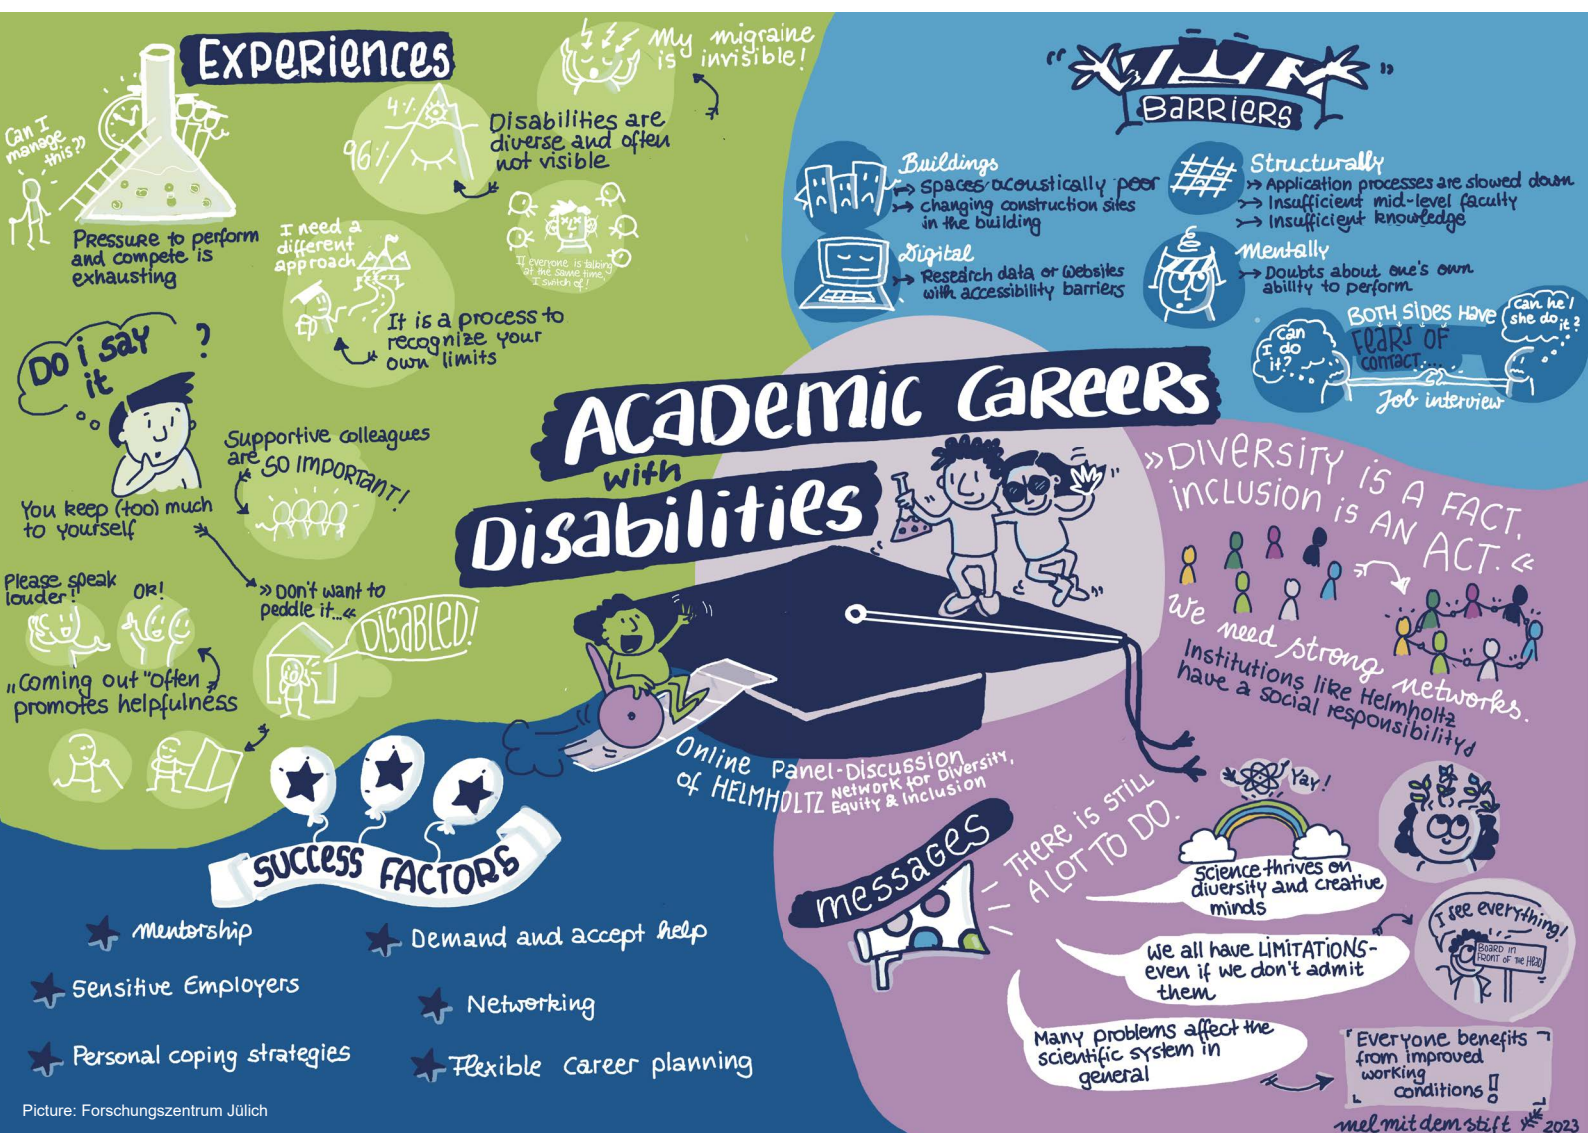 EXPERIENCES
Can I
manage
this??
Pressure to perform
and compete is
exhausting
4%
96%
My migraine
is invisible!
Disabilities are
diverse and often
not visible
I need a
different
approach
If everyone is talking
at the same time,
I switch of!
It is a process to
recognize your
own limits
Do i say
it
?
You keep (too) much
to yourself
Supportive colleagues
are SO IMPORTANT!
Please speak
louder!
OK!
»Don't want to
peddle it...«
DISABLED!
„Coming out" often
promotes helpfulness
"BARRIERS"
Buildings
spaces acoustically poor
changing construction sites
in the building
Structurally
Application processes are slowed down
Insufficient mid-level faculty
Insufficient knowledge
Digital
Research data or websites
with accessibility barriers
Mentally
Doubts about one's own
ability to perform
BOTH SIDES HAVE
FEARS OF
CONTACT....
Can
I do
it?
Can he/
she do it?
Job interview
ACADEMIC CAREERS
with
DISABILITIES
Online Panel-Discussion
of HELMHOLTZ Network for Diversity,
Equity & Inclusion
»DIVERSITY IS A FACT.
INCLUSION IS AN ACT.«
We need strong networks.
Institutions like Helmholtz
have a social responsibility
SUCCESS FACTORS
Mentorship
Demand and accept help
Sensitive Employers
Networking
Personal coping strategies
Flexible career planning
messages
THERE IS STILL
A LOT TO DO.
Yay!
Science thrives on
diversity and creative
minds
We all have LIMITATIONS-
even if we don't admit
them
I see everything!
BOARD IN
FRONT OF THE HEAD
Many problems affect the
scientific system in
general
Everyone benefits
from improved
working
conditions!
Picture: Forschungszentrum Jülich
mel mit dem stift 2023